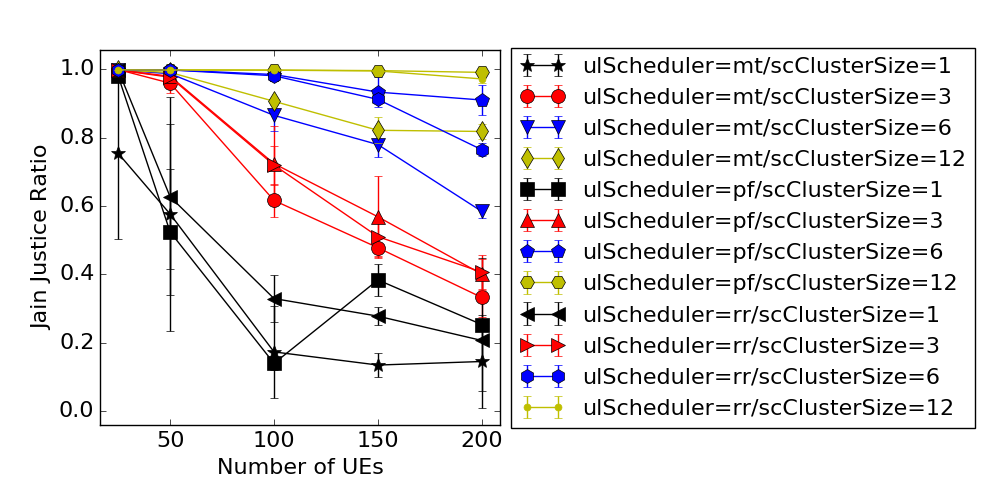 1.0
0.8
0.6
0.4
0.2
0.0
Jain Justice Ratio
50 100 150 200
Number of UEs
ulScheduler=mt/scClusterSize=1
ulScheduler=mt/scClusterSize=3
ulScheduler=mt/scClusterSize=6
ulScheduler=mt/scClusterSize=12
ulScheduler=pf/scClusterSize=1
ulScheduler=pf/scClusterSize=3
ulScheduler=pf/scClusterSize=6
ulScheduler=pf/scClusterSize=12
ulScheduler=rr/scClusterSize=1
ulScheduler=rr/scClusterSize=3
ulScheduler=rr/scClusterSize=6
ulScheduler=rr/scClusterSize=12